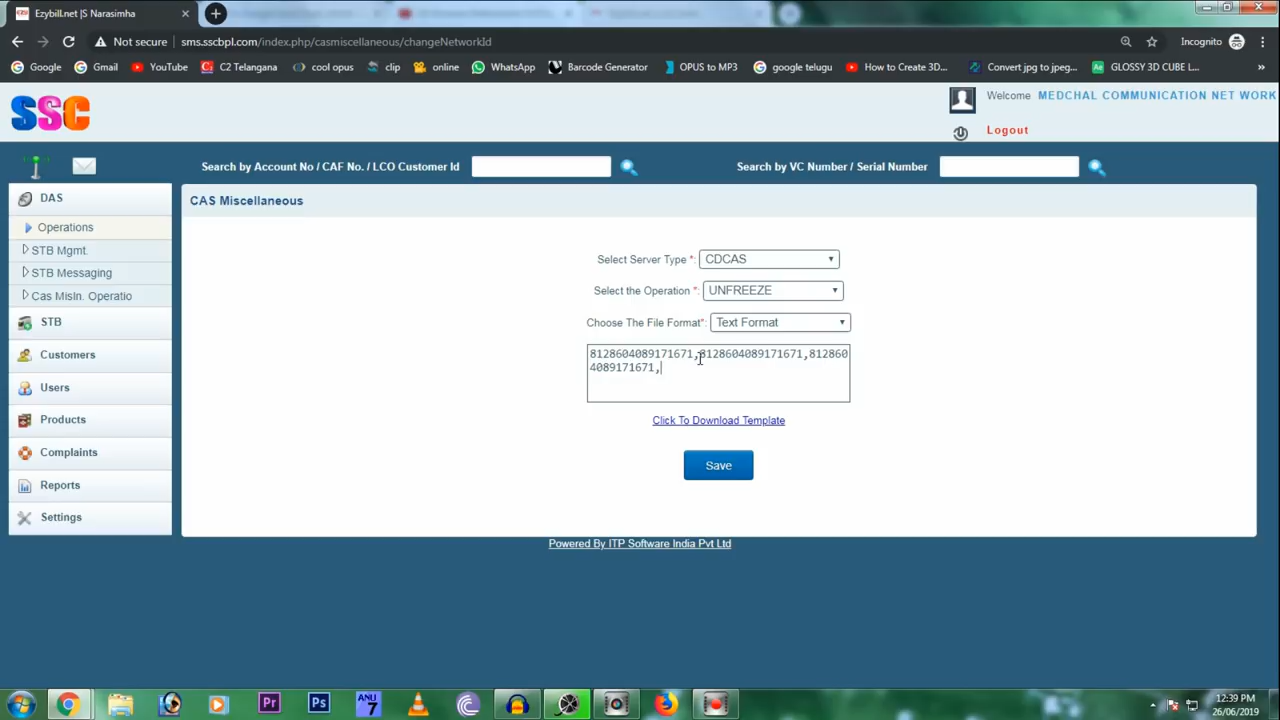 Ezybill.net |S Narasimha
Not secure
sms.sscbpl.com/index.php/casmiscellaneous/changeNetworkId
Incognito
Google
Gmail
YouTube
C2 Telangana
cool opus
clip
online
WhatsApp
Barcode Generator
OPUS to MP3
google telugu
How to Create 3D...
Convert jpg to jpeg...
GLOSSY 3D CUBE L...
»
SSC
Welcome MEDCHAL COMMUNICATION NET WORK
Logout
Search by Account No / CAF No. / LCO Customer Id
Search by VC Number / Serial Number
DAS
Operations
STB Mgmt.
STB Messaging
Cas Misln. Operatio
STB
Customers
Users
Products
Complaints
Reports
Settings
CAS Miscellaneous
Select Server Type *: CDCAS
Select the Operation *: UNFREEZE
Choose The File Format*: Text Format
8128604089171671,8128604089171671,812860
4089171671,
Click To Download Template
Save
Powered By ITP Software India Pvt Ltd
Pr
Ps
ANU
7
12:39 PM
26/06/2019